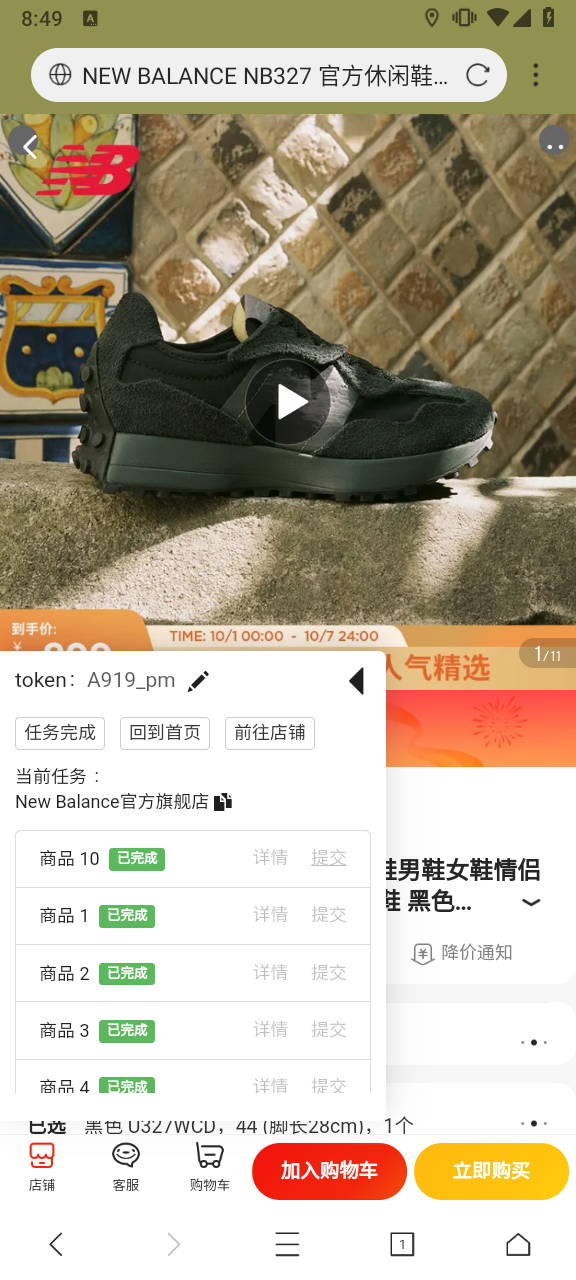 8:49
A
NEW BALANCE NB327 官方休闲鞋...
NB
到手价:
TIME: 10/1 00:00 - 10/7 24:00
人气精选
1/11
token: A919_pm
任务完成
回到首页
前往店铺
当前任务：
New Balance官方旗舰店
商品 10 已完成 详情 提交
商品 1 已完成 详情 提交
商品 2 已完成 详情 提交
商品 3 已完成 详情 提交
商品 4 已完成 详情 提交
鞋男鞋女鞋情侣
鞋 黑色...
降价通知
已选 黑色 U327WCD，44 (脚长28cm)，1个
店铺
客服
购物车
加入购物车
立即购买
1